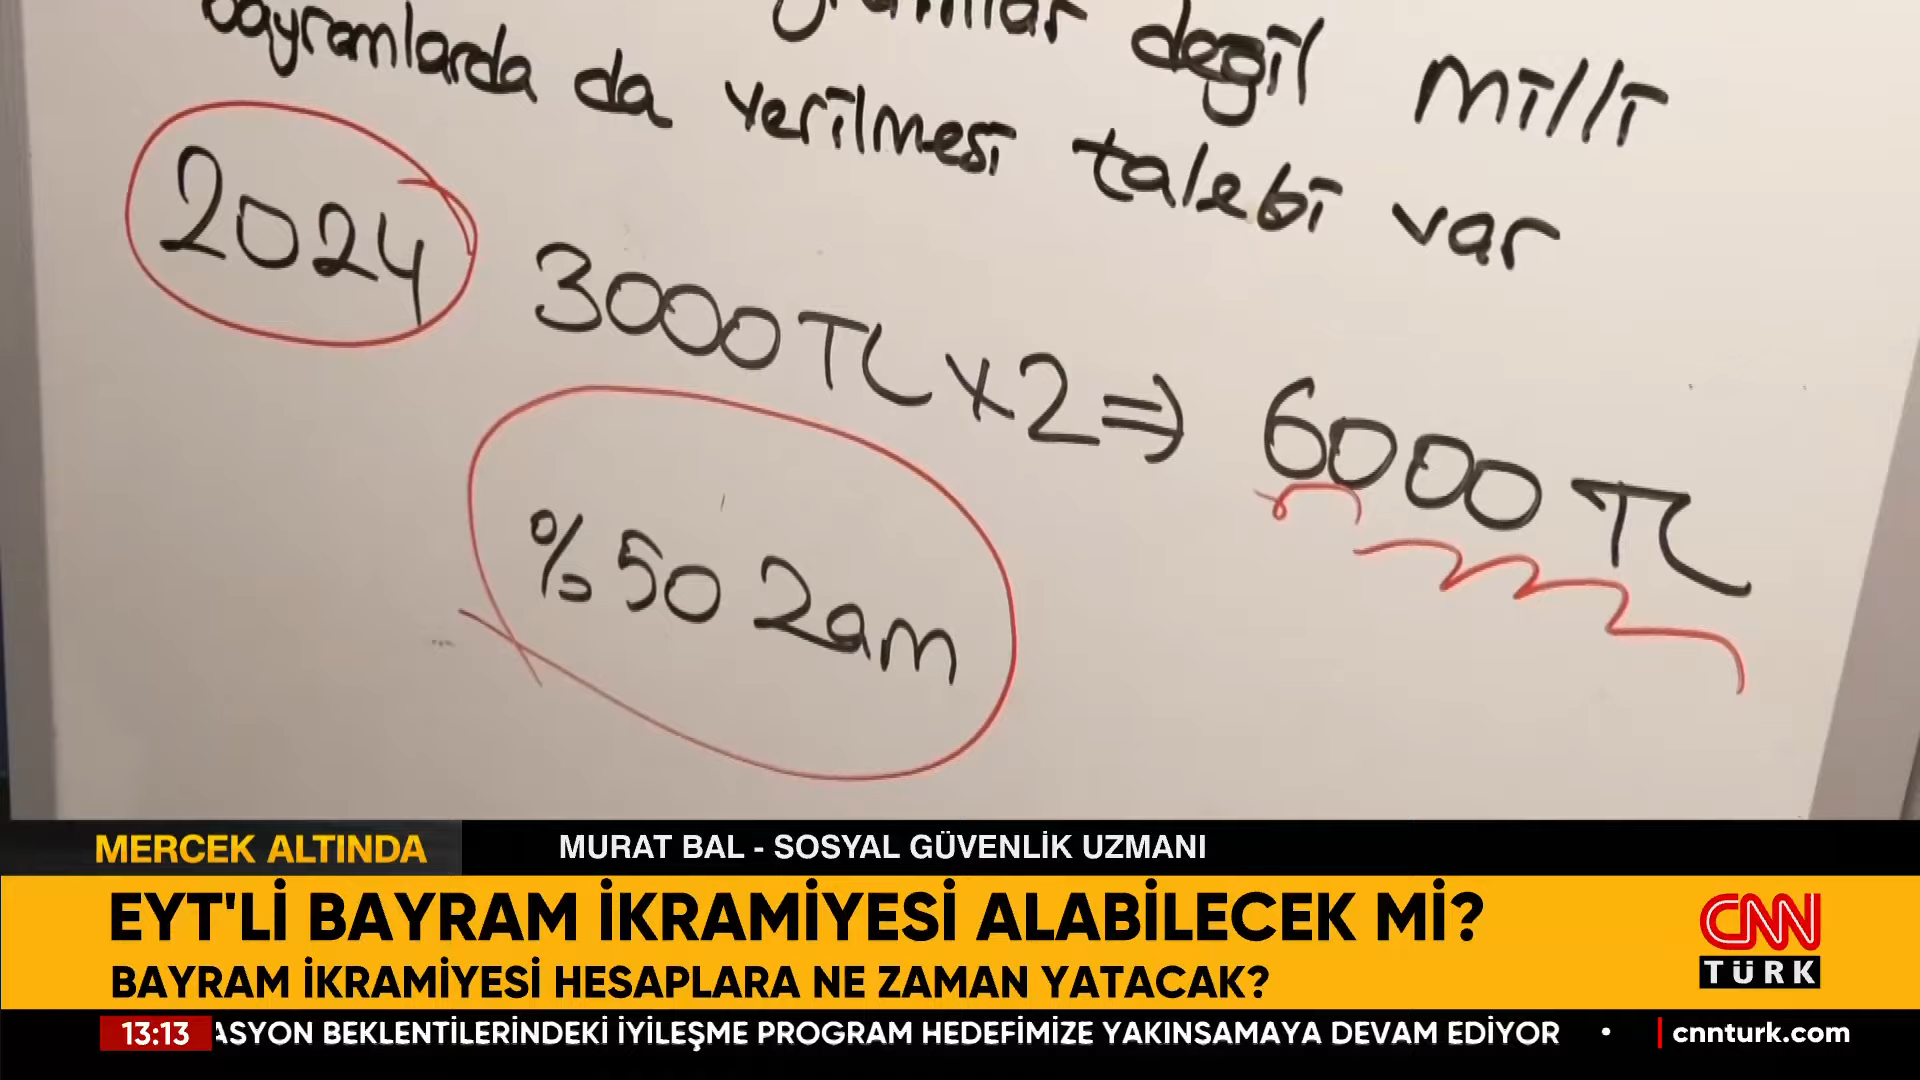 değil milli
bayramlarda da verilmesi talebi var
2024
3000TL x2 ⇒ 6000 TL
%50 Zam
MERCEK ALTINDA
MURAT BAL - SOSYAL GÜVENLİK UZMANI
EYT'Lİ BAYRAM İKRAMİYESİ ALABİLECEK Mİ?
BAYRAM İKRAMİYESİ HESAPLARA NE ZAMAN YATACAK?
CNN
TÜRK
13:13
ASYON BEKLENTİLERİNDEKİ İYİLEŞME PROGRAM HEDEFİMİZE YAKINSAMAYA DEVAM EDİYOR •
cnnturk.com